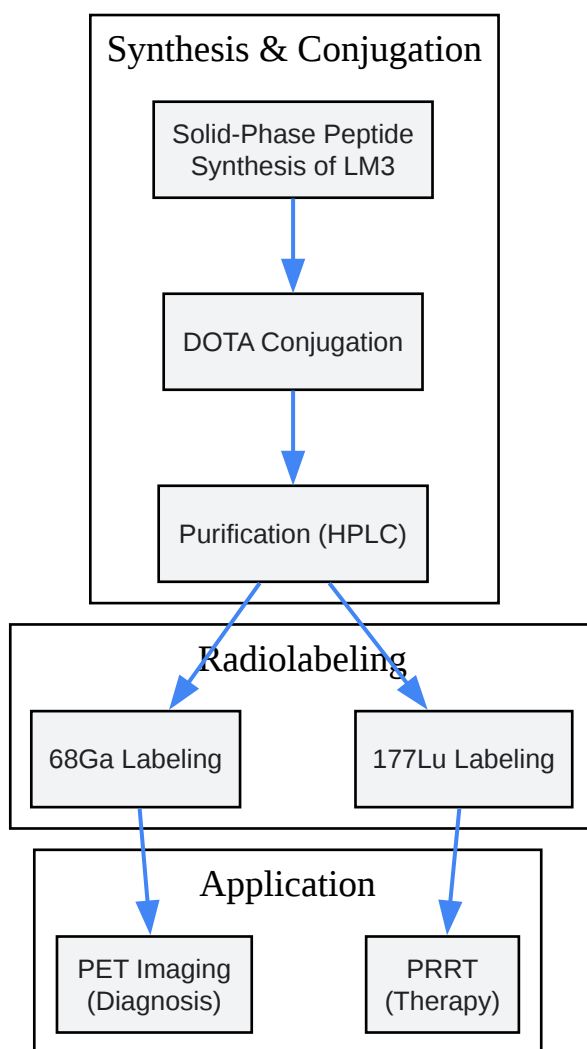 Synthesis & Conjugation
Solid-Phase Peptide
Synthesis of LM3
DOTA Conjugation
Purification (HPLC)
Radiolabeling
68Ga Labeling
177Lu Labeling
Application
PET Imaging
(Diagnosis)
PRRT
(Therapy)